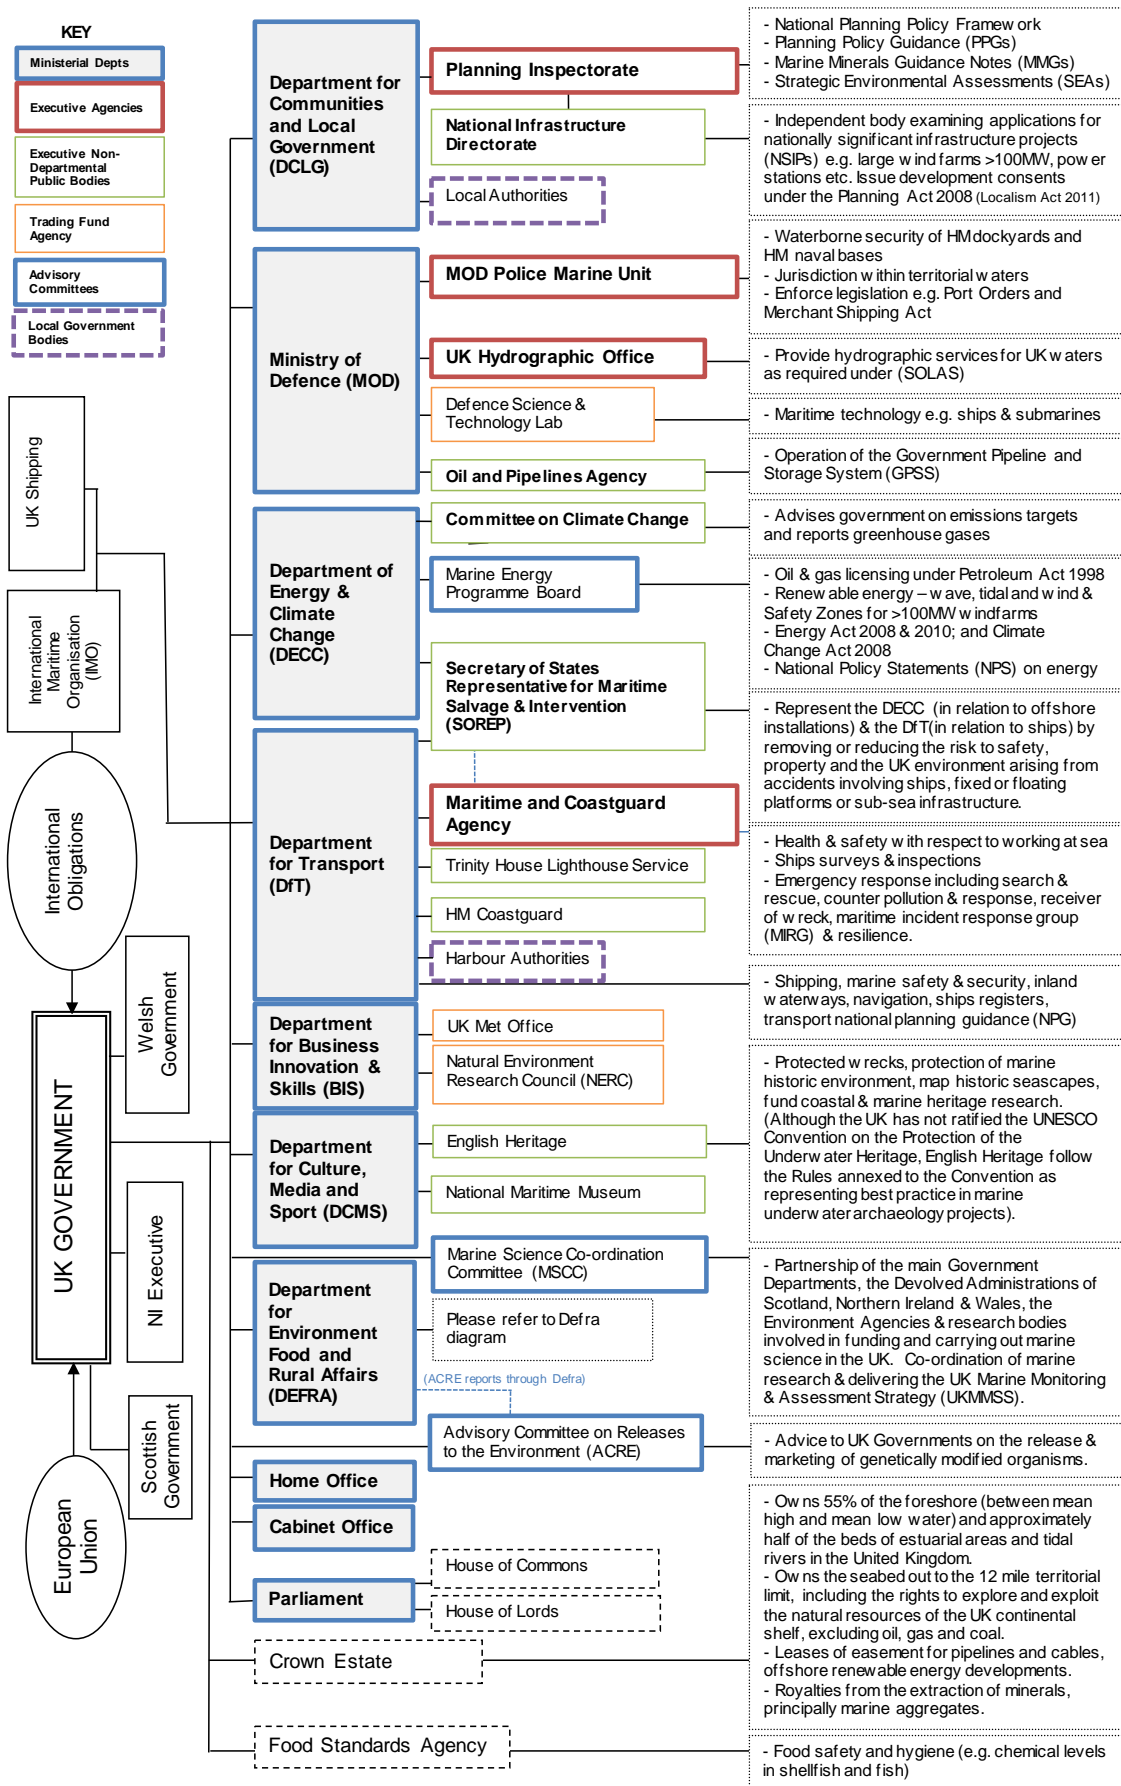 KEY
Ministerial Depts
Executive Agencies
Executive Non-
Departmental
Public Bodies
Trading Fund
Agency
Advisory
Committees
Local Government
Bodies
UK Shipping
International
Maritime
Organisation
(IMO)
International
Obligations
Welsh
Government
UK GOVERNMENT
NI Executive
Scottish
Government
European
Union
Department for
Communities
and Local
Government
(DCLG)
Planning Inspectorate
National Infrastructure
Directorate
Local Authorities
- National Planning Policy Framework
- Planning Policy Guidance (PPGs)
- Marine Minerals Guidance Notes (MMGs)
- Strategic Environmental Assessments (SEAs)
- Independent body examining applications for
nationally significant infrastructure projects
(NSIPs) e.g. large wind farms >100MW, power
stations etc. Issue development consents
under the Planning Act 2008 (Localism Act 2011)
Ministry of
Defence (MOD)
MOD Police Marine Unit
UK Hydrographic Office
Defence Science &
Technology Lab
Oil and Pipelines Agency
- Waterborne security of HM dockyards and
HM naval bases
- Jurisdiction within territorial waters
- Enforce legislation e.g. Port Orders and
Merchant Shipping Act
- Provide hydrographic services for UK waters
as required under (SOLAS)
- Maritime technology e.g. ships & submarines
- Operation of the Government Pipeline and
Storage System (GPSS)
Department of
Energy &
Climate
Change
(DECC)
Committee on Climate Change
Marine Energy
Programme Board
Secretary of States
Representative for Maritime
Salvage & Intervention
(SOREP)
- Advises government on emissions targets
and reports greenhouse gases
- Oil & gas licensing under Petroleum Act 1998
- Renewable energy – wave, tidal and wind &
Safety Zones for >100MW windfarms
- Energy Act 2008 & 2010; and Climate
Change Act 2008
- National Policy Statements (NPS) on energy
- Represent the DECC (in relation to offshore
installations) & the DfT(in relation to ships) by
removing or reducing the risk to safety,
property and the UK environment arising from
accidents involving ships, fixed or floating
platforms or sub-sea infrastructure.
Department
for Transport
(DfT)
Maritime and Coastguard
Agency
Trinity House Lighthouse Service
HM Coastguard
Harbour Authorities
- Health & safety with respect to working at sea
- Ships surveys & inspections
- Emergency response including search &
rescue, counter pollution & response, receiver
of wreck, maritime incident response group
(MIRG) & resilience.
- Shipping, marine safety & security, inland
waterways, navigation, ships registers,
transport national planning guidance (NPG)
Department
for Business
Innovation &
Skills (BIS)
UK Met Office
Natural Environment
Research Council (NERC)
Department
for Culture,
Media and
Sport (DCMS)
English Heritage
National Maritime Museum
- Protected wrecks, protection of marine
historic environment, map historic seascapes,
fund coastal & marine heritage research.
(Although the UK has not ratified the UNESCO
Convention on the Protection of the
Underwater Heritage, English Heritage follow
the Rules annexed to the Convention as
representing best practice in marine
underwater archaeology projects).
Department
for
Environment
Food and
Rural Affairs
(DEFRA)
Marine Science Co-ordination
Committee (MSCC)
Please refer to Defra
diagram
(ACRE reports through Defra)
Advisory Committee on Releases
to the Environment (ACRE)
- Partnership of the main Government
Departments, the Devolved Administrations of
Scotland, Northern Ireland & Wales, the
Environment Agencies & research bodies
involved in funding and carrying out marine
science in the UK. Co-ordination of marine
research & delivering the UK Marine Monitoring
& Assessment Strategy (UKMMSS).
- Advice to UK Governments on the release &
marketing of genetically modified organisms.
Home Office
Cabinet Office
Parliament
House of Commons
House of Lords
Crown Estate
- Owns 55% of the foreshore (between mean
high and mean low water) and approximately
half of the beds of estuarial areas and tidal
rivers in the United Kingdom.
- Owns the seabed out to the 12 mile territorial
limit, including the rights to explore and exploit
the natural resources of the UK continental
shelf, excluding oil, gas and coal.
- Leases of easement for pipelines and cables,
offshore renewable energy developments.
- Royalties from the extraction of minerals,
principally marine aggregates.
Food Standards Agency
- Food safety and hygiene (e.g. chemical levels
in shellfish and fish)